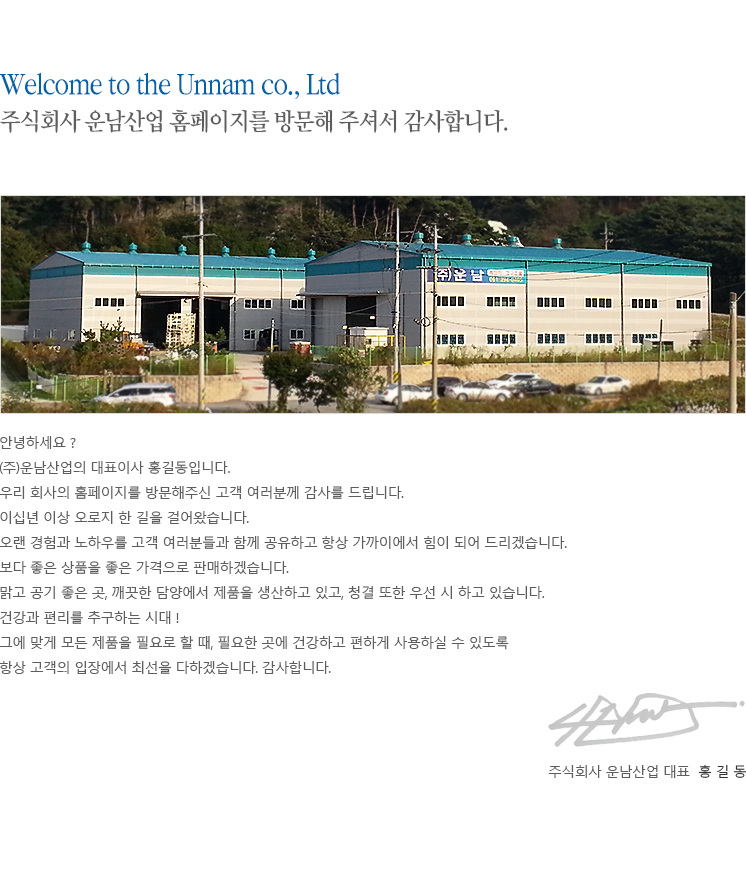 Welcome to the Unnam co., Ltd
주식회사 운남산업 홈페이지를 방문해 주셔서 감사합니다.
(주)운남
안녕하세요 ?
(주)운남산업의 대표이사 홍길동입니다.
우리 회사의 홈페이지를 방문해주신 고객 여러분께 감사를 드립니다.
이십년 이상 오로지 한 길을 걸어왔습니다.
오랜 경험과 노하우를 고객 여러분들과 함께 공유하고 항상 가까이에서 힘이 되어 드리겠습니다.
보다 좋은 상품을 좋은 가격으로 판매하겠습니다.
맑고 공기 좋은 곳, 깨끗한 담양에서 제품을 생산하고 있고, 청결 또한 우선 시 하고 있습니다.
건강과 편리를 추구하는 시대 !
그에 맞게 모든 제품을 필요로 할 때, 필요한 곳에 건강하고 편하게 사용하실 수 있도록
항상 고객의 입장에서 최선을 다하겠습니다. 감사합니다.
주식회사 운남산업 대표 홍 길 동